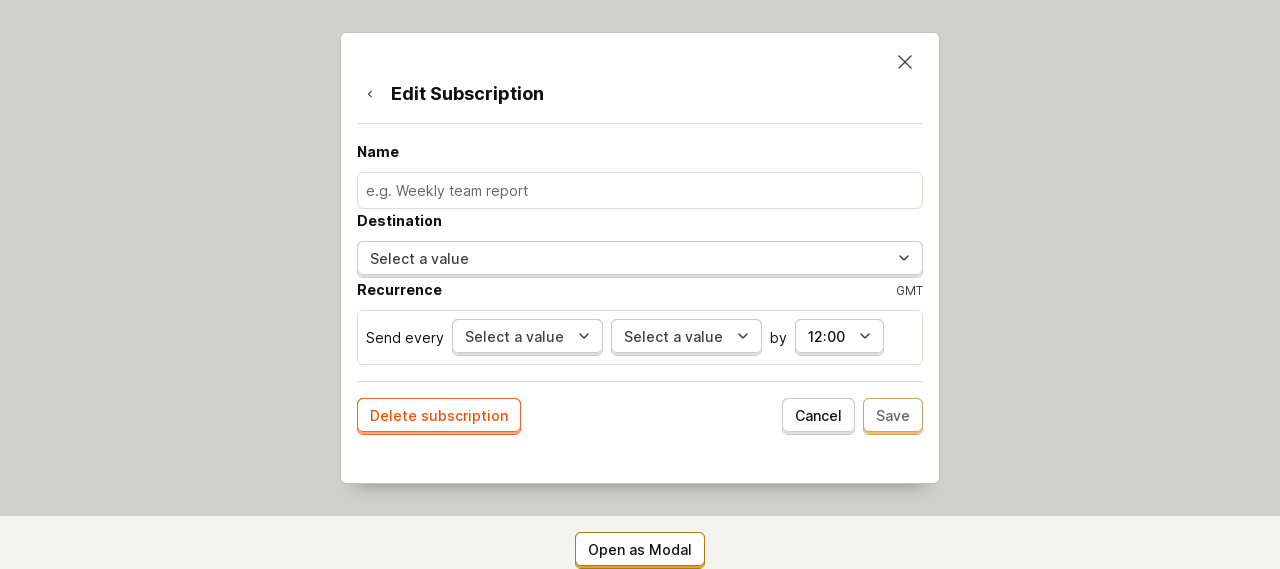 Edit Subscription
Name
e.g. Weekly team report
Destination
Select a value
Recurrence GMT
Send every Select a value Select a value by 12:00
Delete subscription Cancel Save
Open as Modal